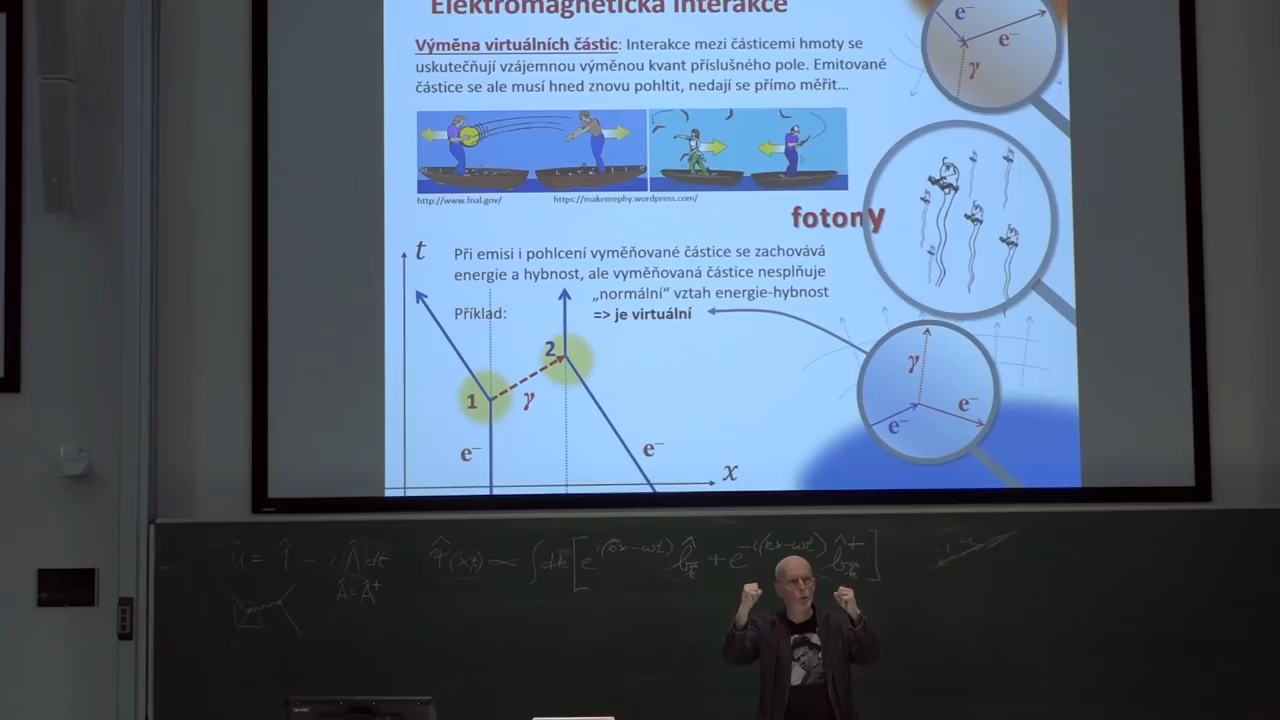 Elektromagnetická interakce
Výměna virtuálních částic: Interakce mezi částicemi hmoty se
uskutečňují vzájemnou výměnou kvant příslušného pole. Emitované
částice se ale musí hned znovu pohltit, nedají se přímo měřit...
http://www.fnal.gov/
https://makemephy.wordpress.com/
e⁻
e⁻
γ
fotony
Při emisi i pohlcení vyměňované částice se zachovává
energie a hybnost, ale vyměňovaná částice nesplňuje
„normální“ vztah energie-hybnost
Příklad:
=> je virtuální
t
1
2
γ
e⁻
e⁻
x
γ
e⁻
e⁻